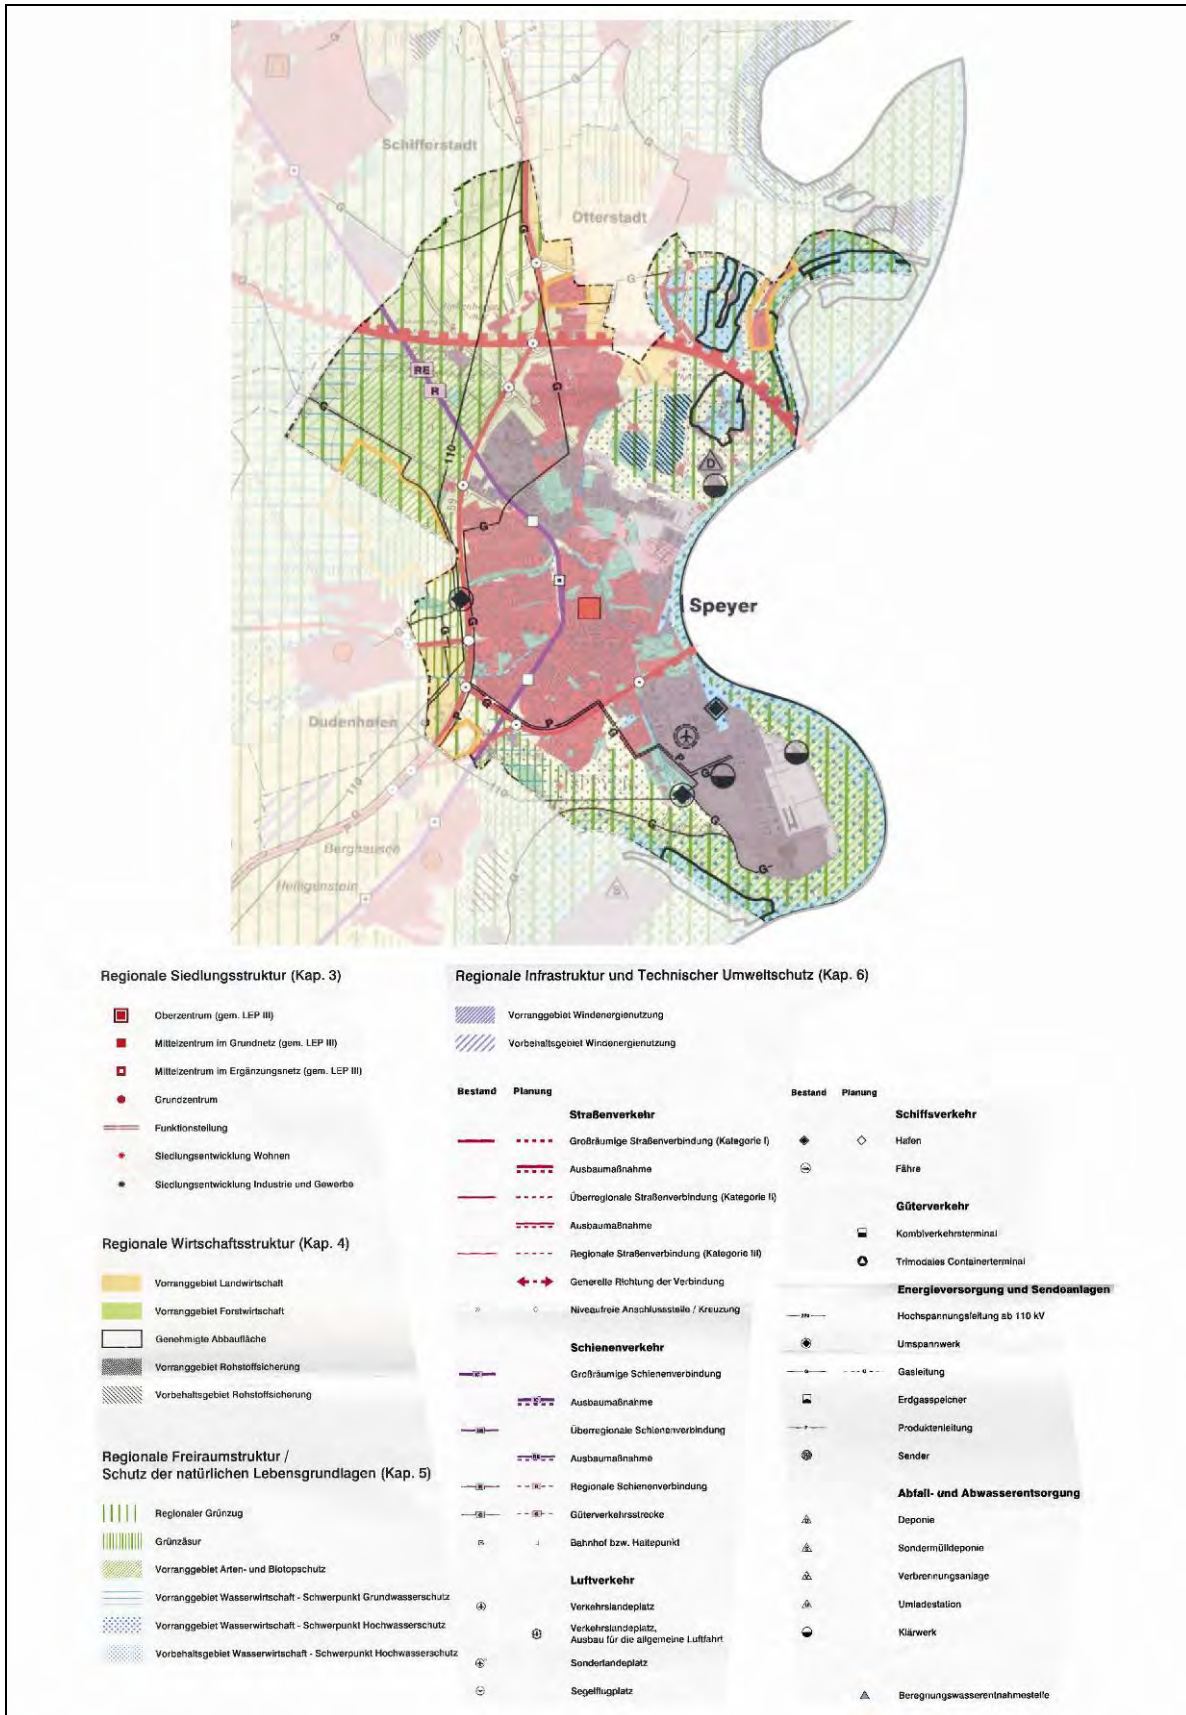 Schifferstadt
Otterstadt
G
G
G
RE
R
G
G
G
110
D
G
Speyer
G
G
P
Dudenhofen
P
G
P
G
P
G
110
110
G
G
G
P
Berghausen
G
S
Heiligenstein
Regionale Siedlungsstruktur (Kap. 3)
Oberzentrum (gem. LEP III)
Mittelzentrum im Grundnetz (gem. LEP III)
Mittelzentrum im Ergänzungsnetz (gem. LEP III)
Grundzentrum
Funktionsteilung
Siedlungsentwicklung Wohnen
Siedlungsentwicklung Industrie und Gewerbe
Regionale Wirtschaftsstruktur (Kap. 4)
Vorranggebiet Landwirtschaft
Vorranggebiet Forstwirtschaft
Genehmigte Abbaufläche
Vorranggebiet Rohstoffsicherung
Vorbehaltsgebiet Rohstoffsicherung
Regionale Freiraumstruktur /
Schutz der natürlichen Lebensgrundlagen (Kap. 5)
Regionaler Grünzug
Grünzäsur
Vorranggebiet Arten- und Biotopschutz
Vorranggebiet Wasserwirtschaft - Schwerpunkt Grundwasserschutz
Vorranggebiet Wasserwirtschaft - Schwerpunkt Hochwasserschutz
Vorbehaltsgebiet Wasserwirtschaft - Schwerpunkt Hochwasserschutz
Regionale Infrastruktur und Technischer Umweltschutz (Kap. 6)
Vorranggebiet Windenergienutzung
Vorbehaltsgebiet Windenergienutzung
Bestand Planung
Straßenverkehr
Großräumige Straßenverbindung (Kategorie I)
Ausbaumaßnahme
Überregionale Straßenverbindung (Kategorie II)
Ausbaumaßnahme
Regionale Straßenverbindung (Kategorie III)
Generelle Richtung der Verbindung
Niveaufreie Anschlussstelle / Kreuzung
Schienenverkehr
Großräumige Schienenverbindung
Ausbaumaßnahme
Überregionale Schienenverbindung
Ausbaumaßnahme
Regionale Schienenverbindung
Güterverkehrsstrecke
Bahnhof bzw. Haltepunkt
Luftverkehr
Verkehrslandeplatz
Verkehrslandeplatz,
Ausbau für die allgemeine Luftfahrt
Sonderlandeplatz
Segelflugplatz
Bestand Planung
Schiffsverkehr
Hafen
Fähre
Güterverkehr
Kombiverkehrsterminal
Trimodales Containerterminal
Energieversorgung und Sendeanlagen
Hochspannungsleitung ab 110 kV
Umspannwerk
Gasleitung
Erdgasspeicher
Produktenleitung
Sender
Abfall- und Abwasserentsorgung
Deponie
Sondermülldeponie
Verbrennungsanlage
Umladestation
Klärwerk
Beregnungswasserentnahmestelle